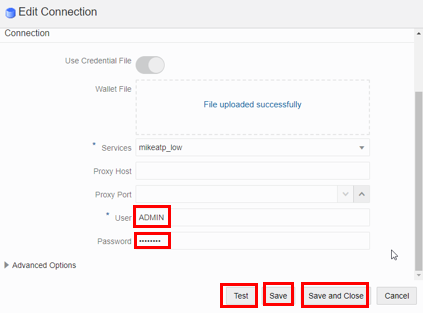 Edit Connection
Connection
Use Credential File
Wallet File
File uploaded successfully
* Services mikeatp_low
Proxy Host
Proxy Port
* User ADMIN
Password ••••••••
Advanced Options
Test Save Save and Close Cancel